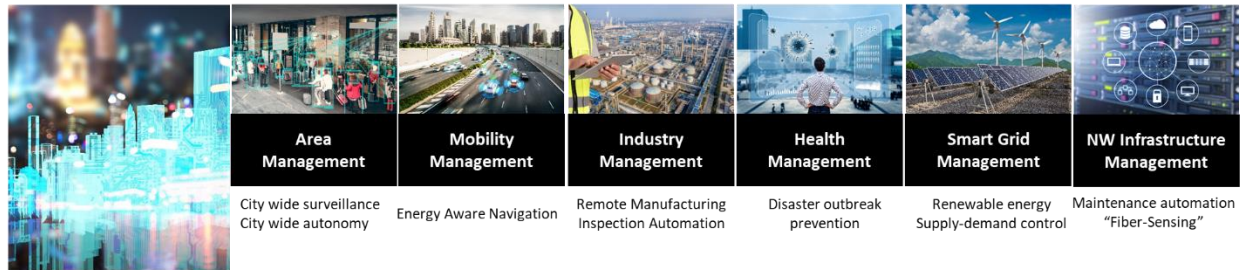 Area
Management
City wide surveillance
City wide autonomy
Mobility
Management
Energy Aware Navigation
Industry
Management
Remote Manufacturing
Inspection Automation
Health
Management
Disaster outbreak
prevention
Smart Grid
Management
Renewable energy
Supply-demand control
NW Infrastructure
Management
Maintenance automation
“Fiber-Sensing”